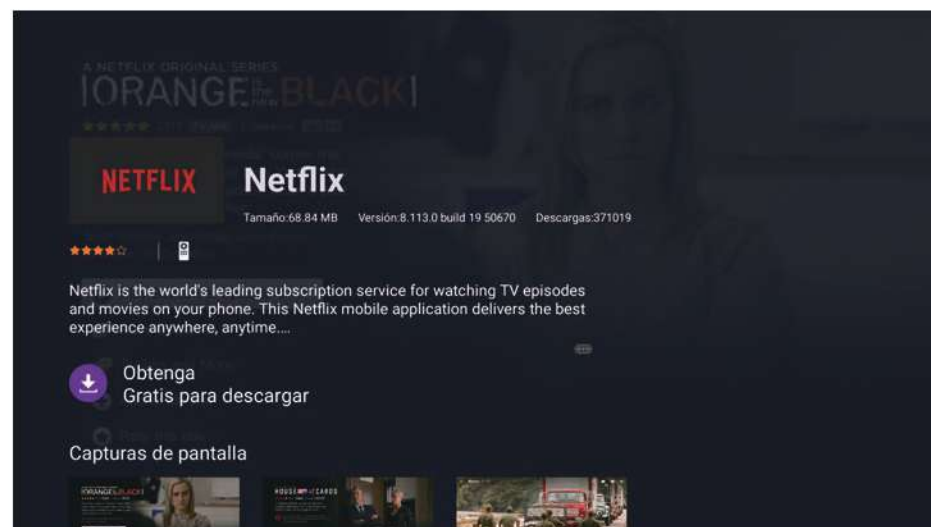 A NETFLIX ORIGINAL SERIES
ORANGE is the new BLACK
NETFLIX
Netflix
Tamaño:68.84 MB Versión:8.113.0 build 19 50670 Descargas:371019
Netflix is the world's leading subscription service for watching TV episodes
and movies on your phone. This Netflix mobile application delivers the best
experience anywhere, anytime....
Obtenga
Gratis para descargar
Capturas de pantalla
ORANGE BLACK
HOUSE of CARDS